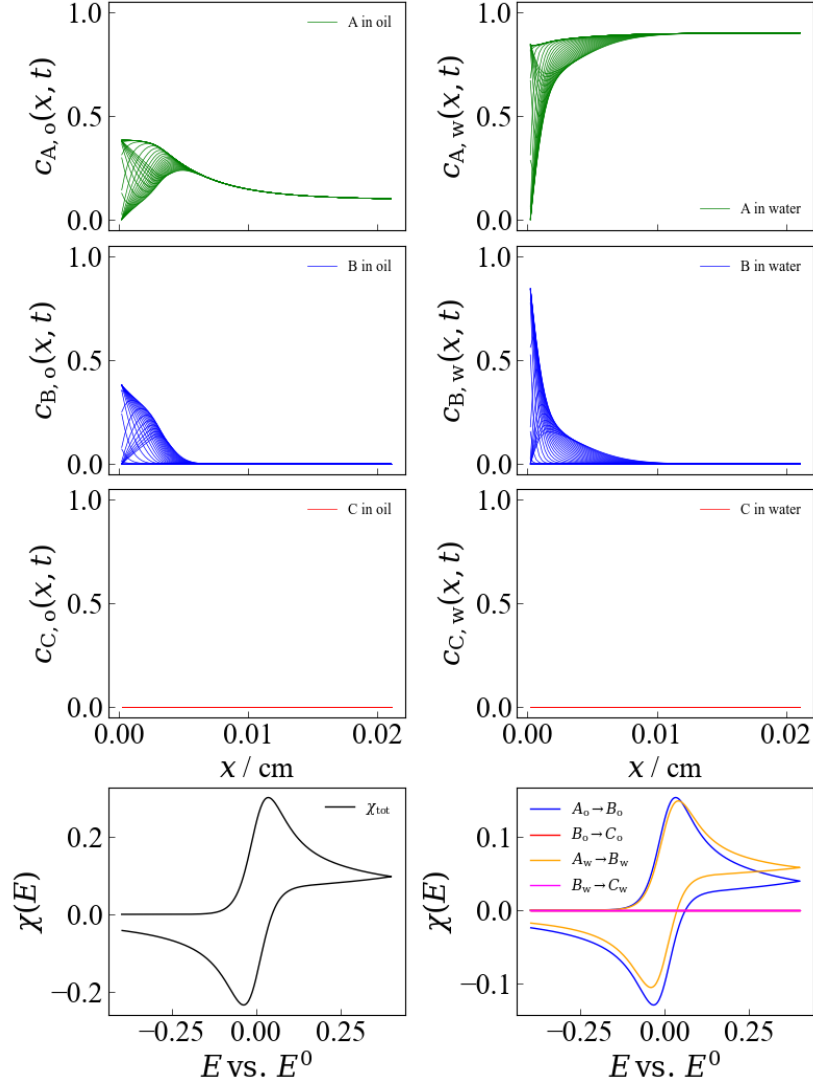 A in oil
1.0
0.5
0.0
c_{A, o}(x, t)
A in water
1.0
0.5
0.0
c_{A, w}(x, t)
B in oil
1.0
0.5
0.0
c_{B, o}(x, t)
B in water
1.0
0.5
0.0
c_{B, w}(x, t)
C in oil
1.0
0.5
0.0
c_{C, o}(x, t)
0.00 0.01 0.02
x / cm
C in water
1.0
0.5
0.0
c_{C, w}(x, t)
0.00 0.01 0.02
x / cm
χ_{tot}
0.2
0.0
−0.2
χ(E)
−0.25 0.00 0.25
E vs. E⁰
A_o→B_o
B_o→C_o
A_w→B_w
B_w→C_w
0.1
0.0
−0.1
χ(E)
−0.25 0.00 0.25
E vs. E⁰